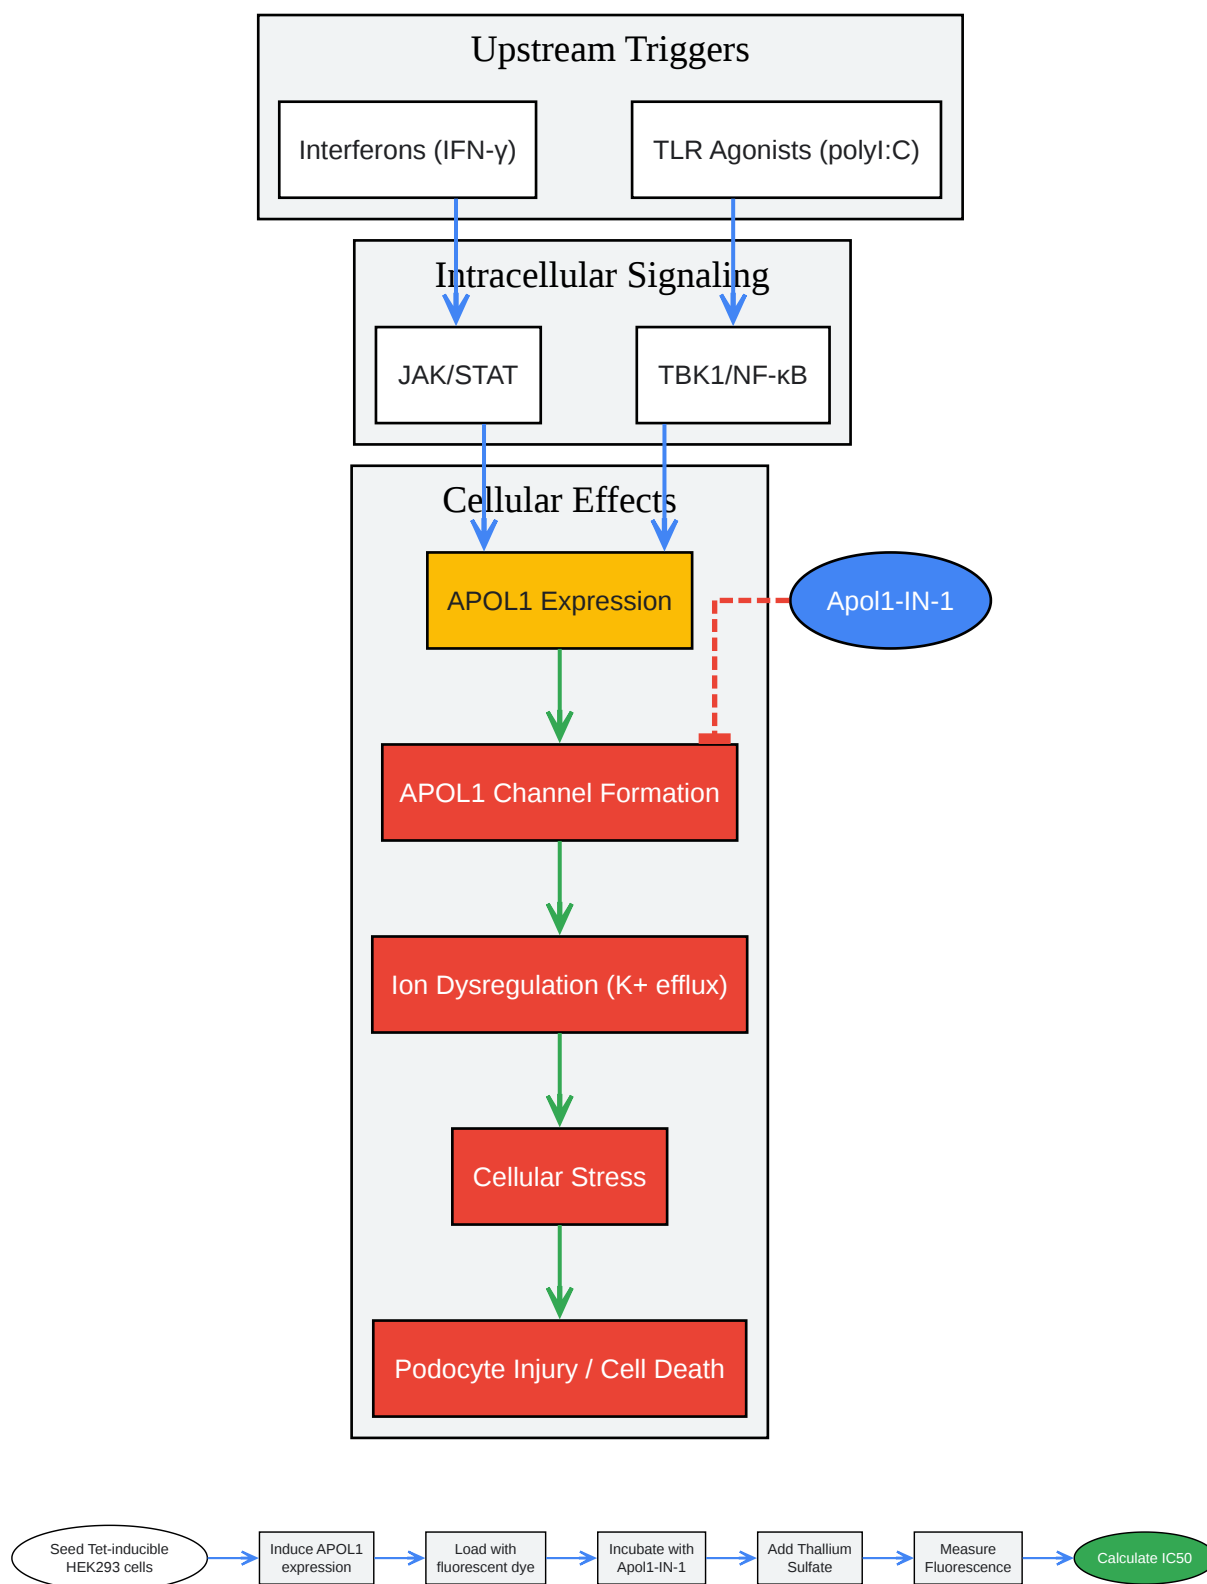 Upstream Triggers
Interferons (IFN-γ)
TLR Agonists (polyI:C)
Intracellular Signaling
JAK/STAT
TBK1/NF-κB
Cellular Effects
APOL1 Expression
Apol1-IN-1
APOL1 Channel Formation
Ion Dysregulation (K+ efflux)
Cellular Stress
Podocyte Injury / Cell Death
Seed Tet-inducible
HEK293 cells
Induce APOL1
expression
Load with
fluorescent dye
Incubate with
Apol1-IN-1
Add Thallium
Sulfate
Measure
Fluorescence
Calculate IC50